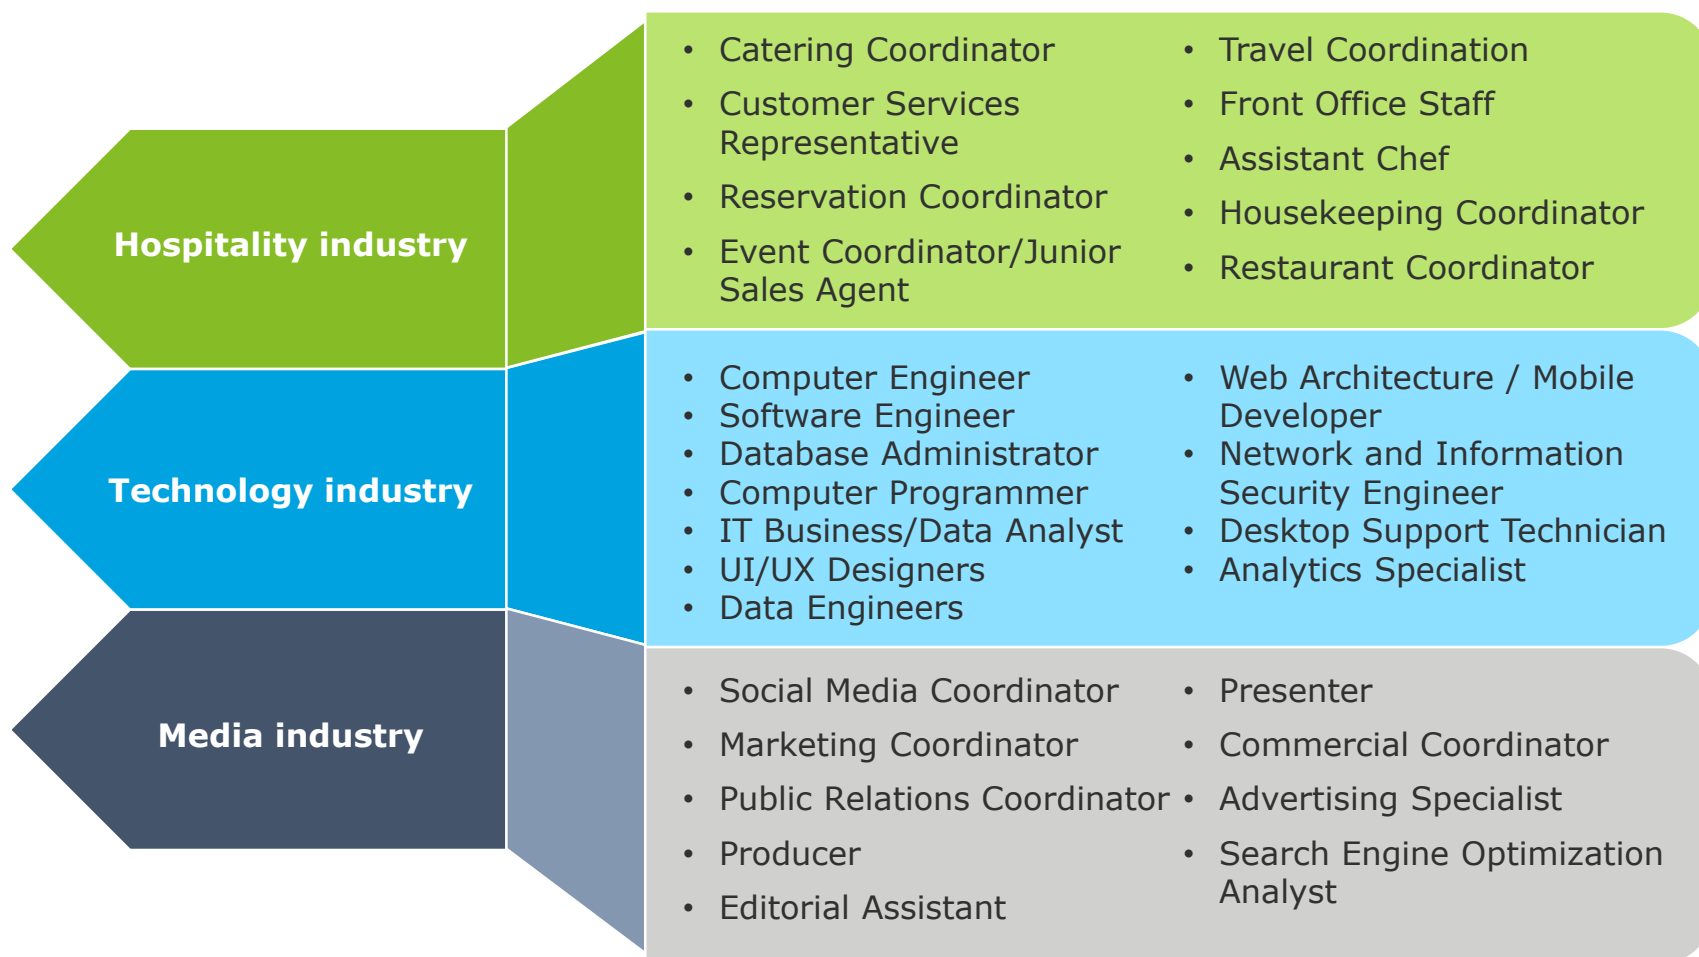 Hospitality industry
• Catering Coordinator
• Customer Services
Representative
• Reservation Coordinator
• Event Coordinator/Junior
Sales Agent
• Travel Coordination
• Front Office Staff
• Assistant Chef
• Housekeeping Coordinator
• Restaurant Coordinator
Technology industry
• Computer Engineer
• Software Engineer
• Database Administrator
• Computer Programmer
• IT Business/Data Analyst
• UI/UX Designers
• Data Engineers
• Web Architecture / Mobile
Developer
• Network and Information
Security Engineer
• Desktop Support Technician
• Analytics Specialist
Media industry
• Social Media Coordinator
• Marketing Coordinator
• Public Relations Coordinator
• Producer
• Editorial Assistant
• Presenter
• Commercial Coordinator
• Advertising Specialist
• Search Engine Optimization
Analyst